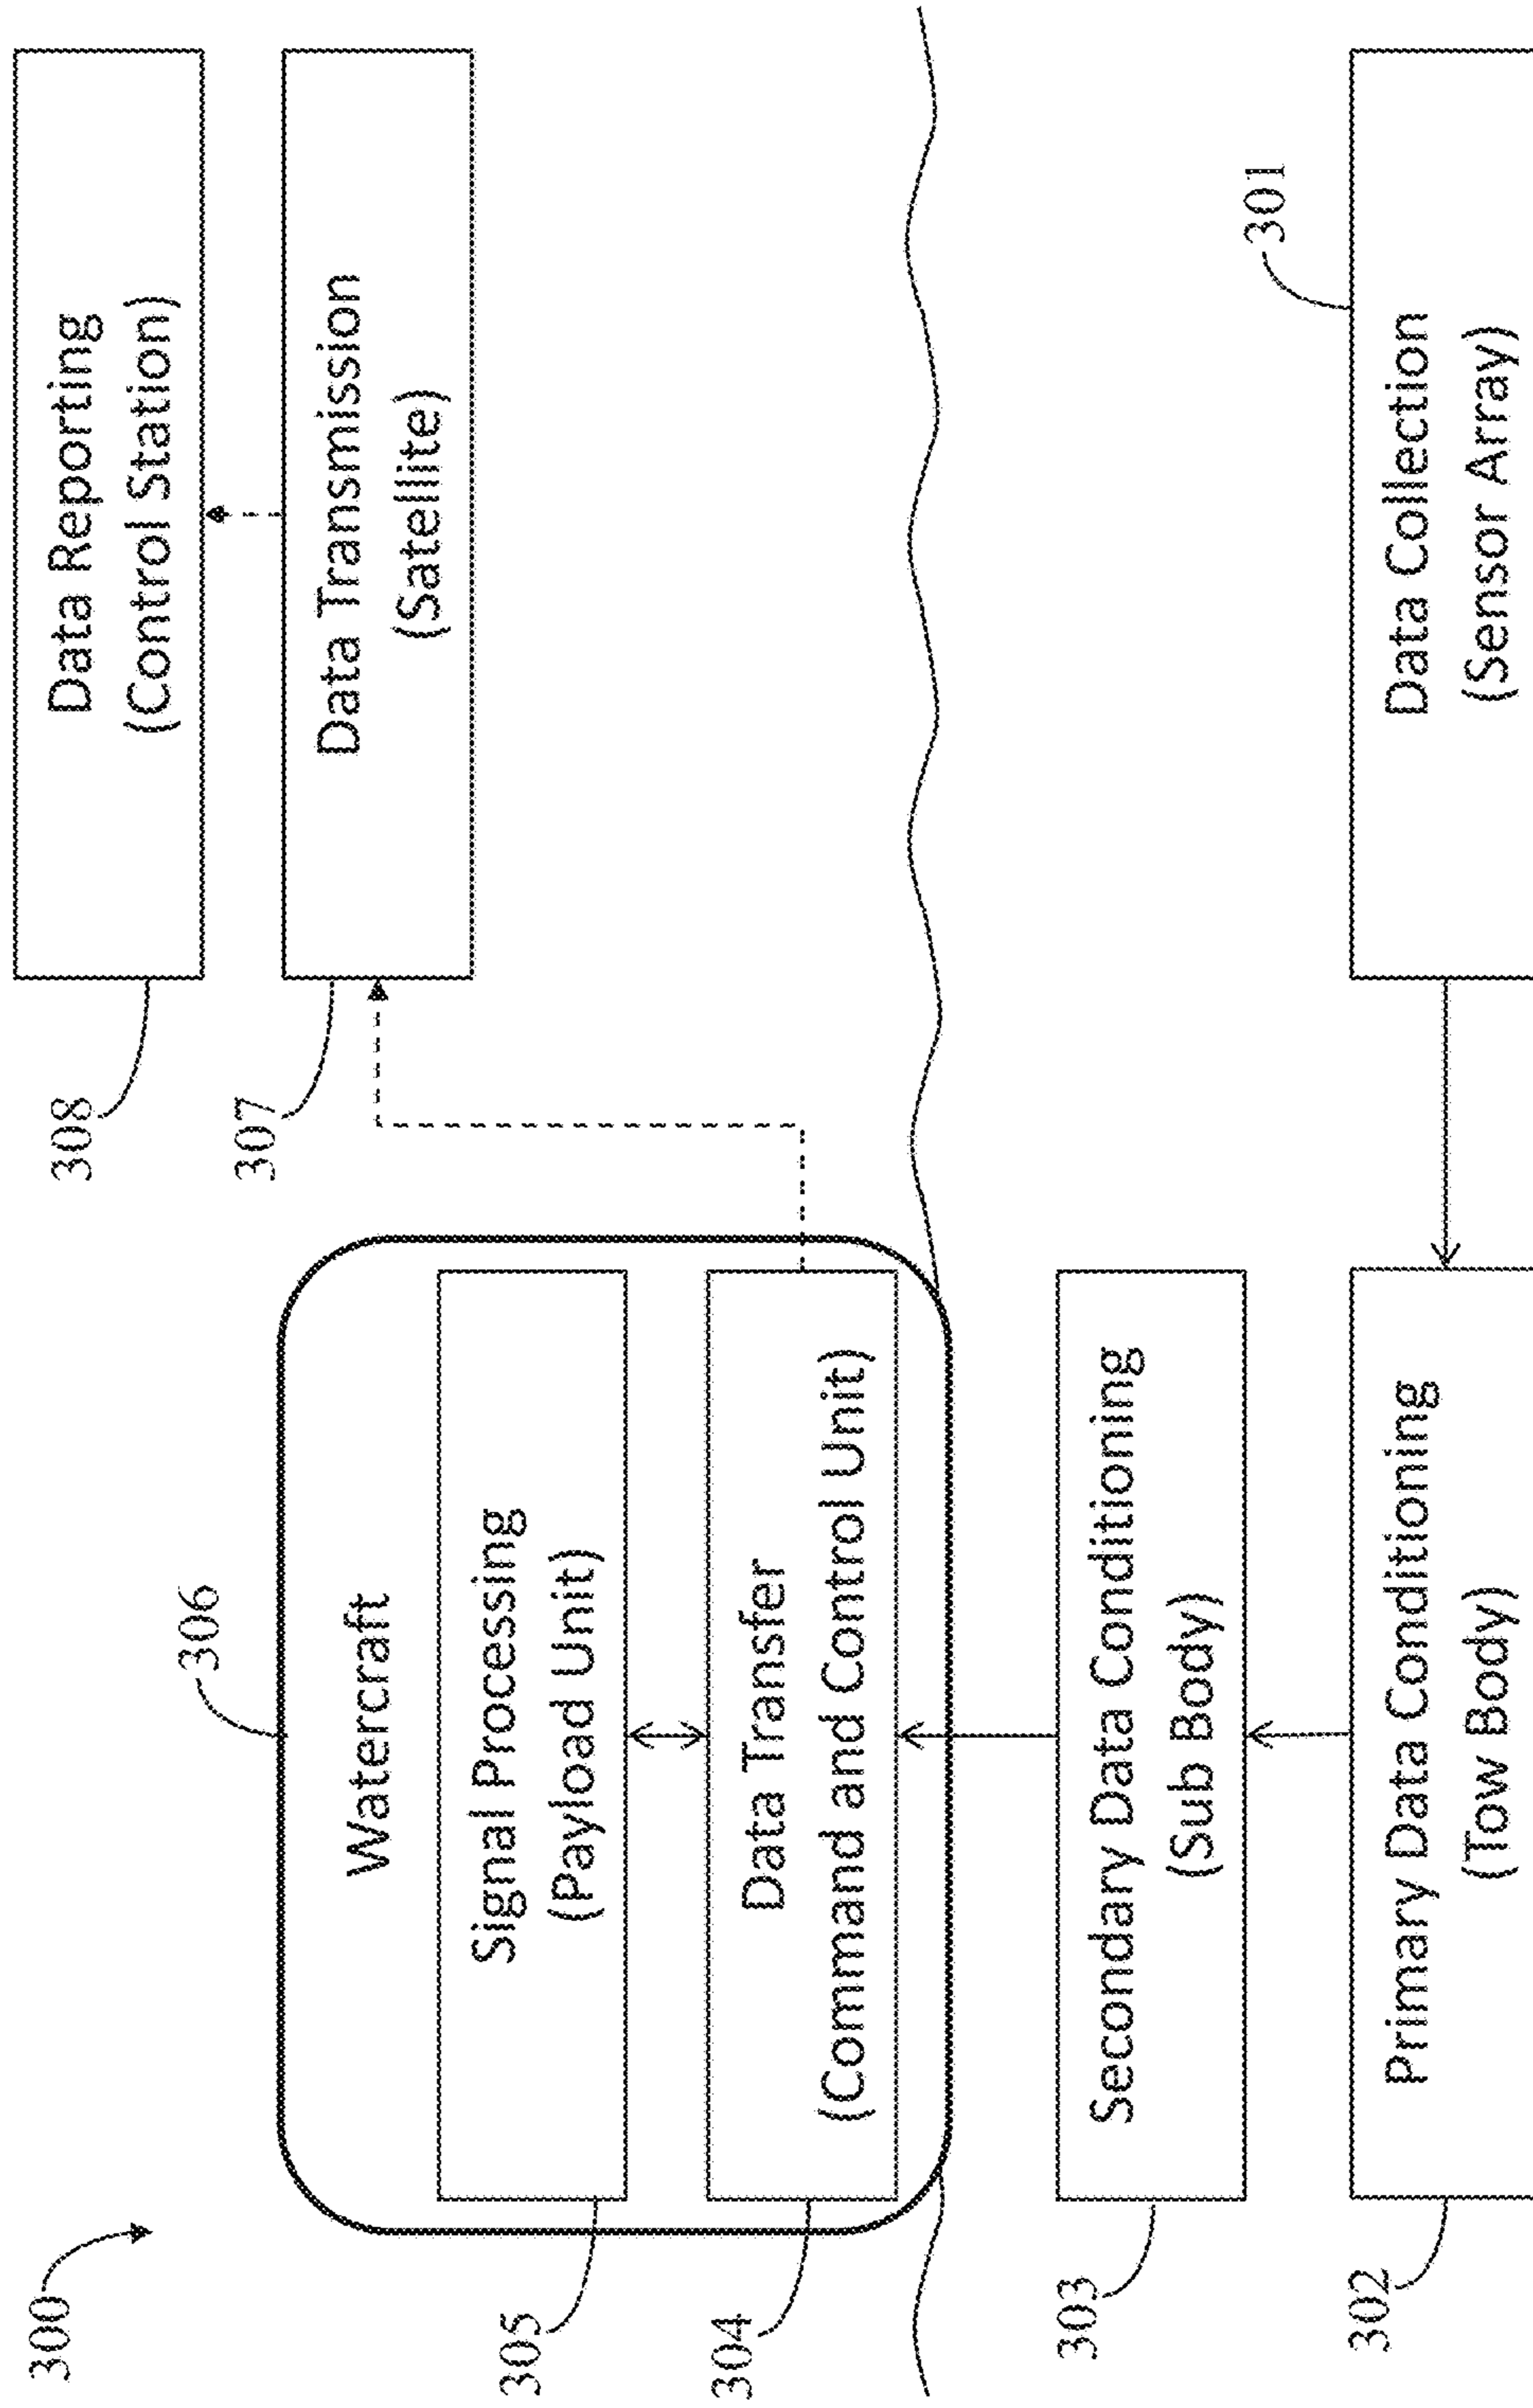 300
306
Watercraft
305
Signal Processing
(Payload Unit)
304
Data Transfer
(Command and Control Unit)
303
Secondary Data Conditioning
(Sub Body)
302
Primary Data Conditioning
(Tow Body)
308
Data Reporting
(Control Station)
307
Data Transmission
(Satellite)
301
Data Collection
(Sensor Array)